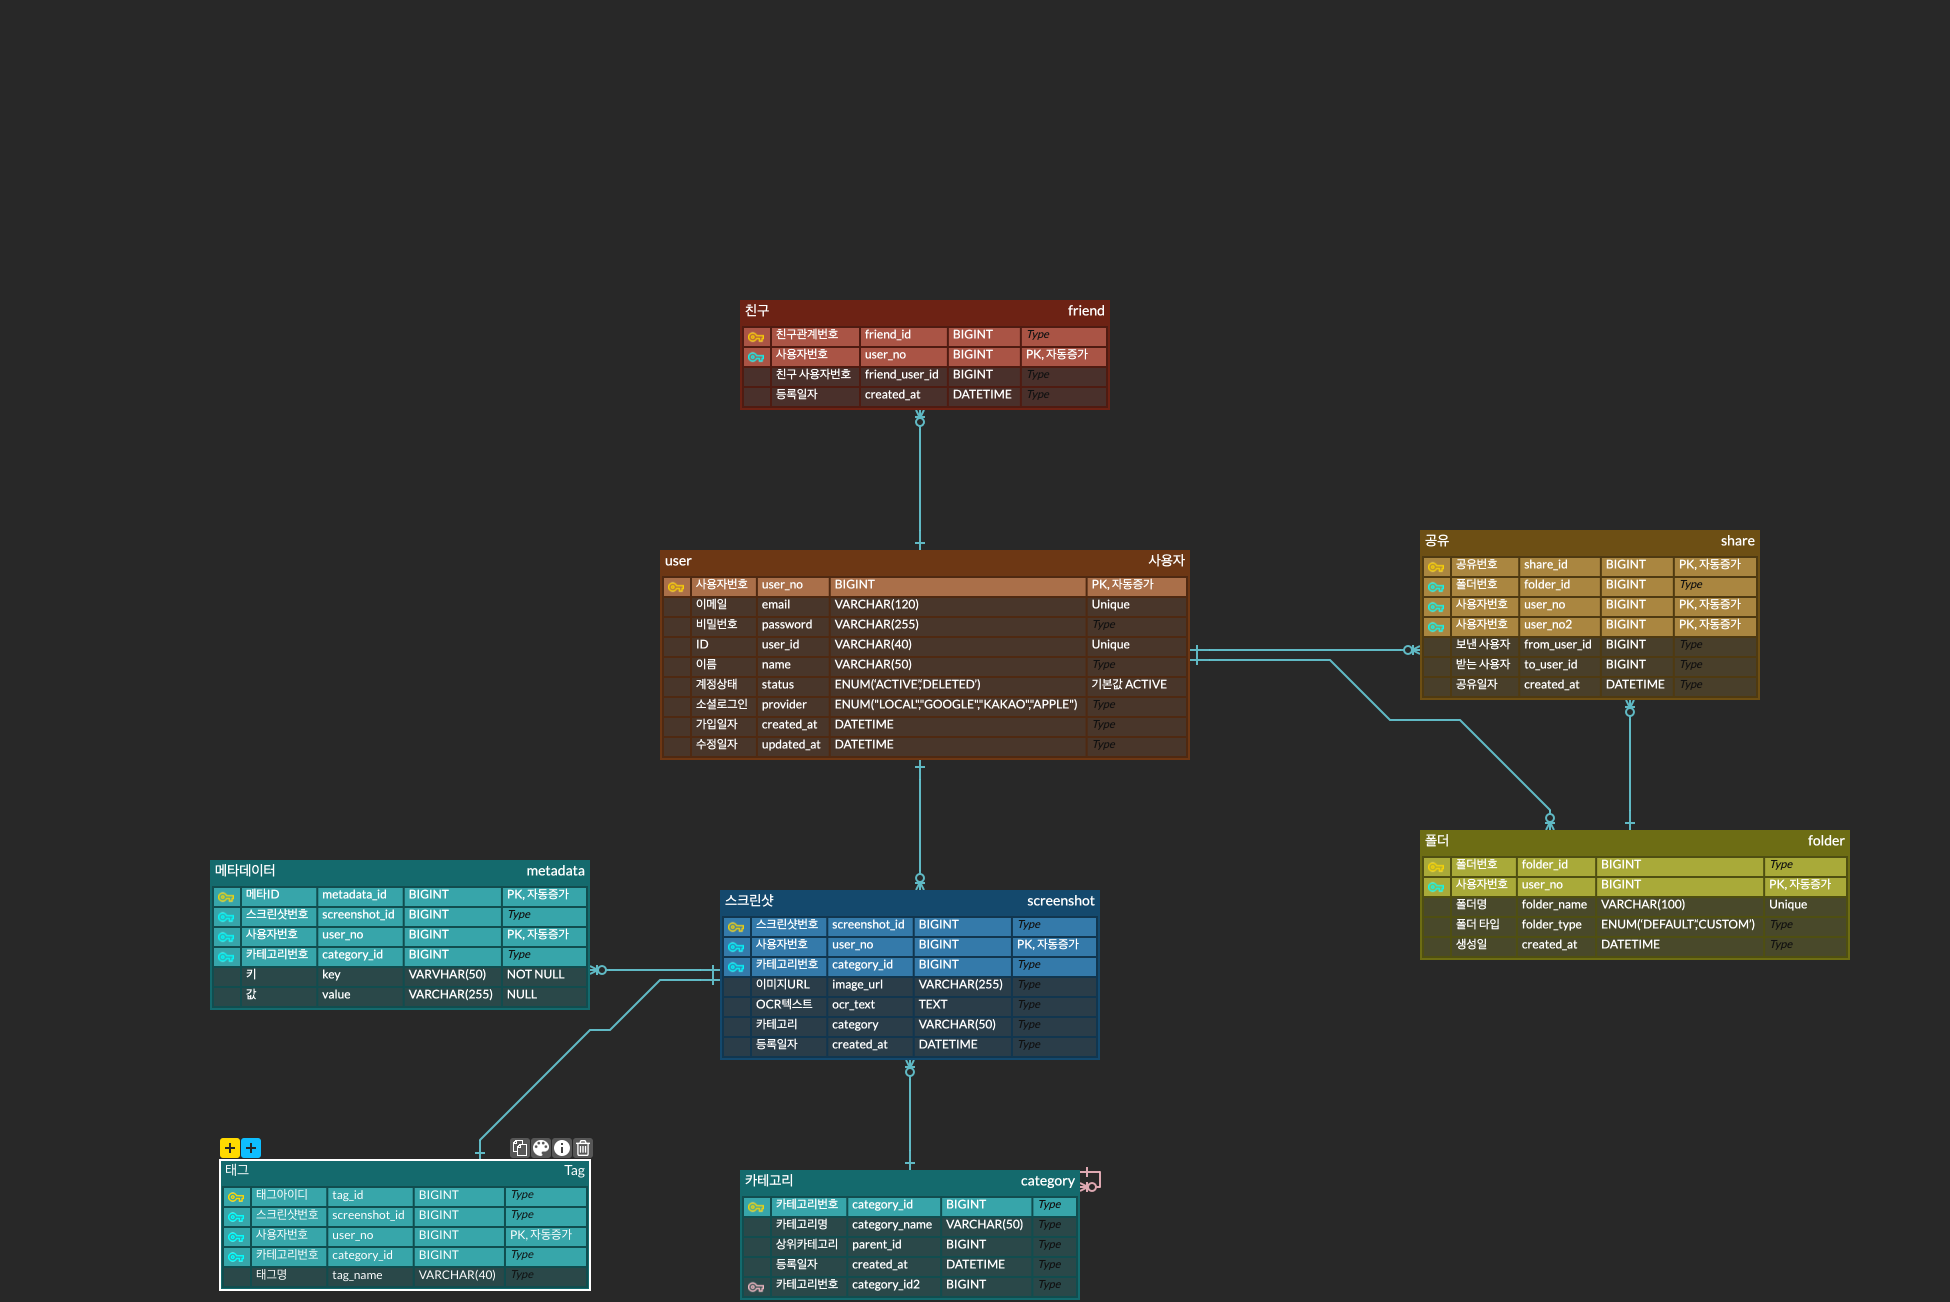 친구 friend
친구관계번호 friend_id BIGINT Type
사용자번호 user_no BIGINT PK, 자동증가
친구 사용자번호 friend_user_id BIGINT Type
등록일자 created_at DATETIME Type
user 사용자
사용자번호 user_no BIGINT PK, 자동증가
이메일 email VARCHAR(120) Unique
비밀번호 password VARCHAR(255) Type
ID user_id VARCHAR(40) Unique
이름 name VARCHAR(50) Type
계정상태 status ENUM('ACTIVE','DELETED') 기본값 ACTIVE
소셜로그인 provider ENUM("LOCAL","GOOGLE","KAKAO","APPLE") Type
가입일자 created_at DATETIME Type
수정일자 updated_at DATETIME Type
공유 share
공유번호 share_id BIGINT PK, 자동증가
폴더번호 folder_id BIGINT Type
사용자번호 user_no BIGINT PK, 자동증가
사용자번호 user_no2 BIGINT PK, 자동증가
보낸 사용자 from_user_id BIGINT Type
받는 사용자 to_user_id BIGINT Type
공유일자 created_at DATETIME Type
폴더 folder
폴더번호 folder_id BIGINT Type
사용자번호 user_no BIGINT PK, 자동증가
폴더명 folder_name VARCHAR(100) Unique
폴더 타입 folder_type ENUM('DEFAULT','CUSTOM') Type
생성일 created_at DATETIME Type
메타데이터 metadata
메타ID metadata_id BIGINT PK, 자동증가
스크린샷번호 screenshot_id BIGINT Type
사용자번호 user_no BIGINT PK, 자동증가
카테고리번호 category_id BIGINT Type
키 key VARVHAR(50) NOT NULL
값 value VARCHAR(255) NULL
스크린샷 screenshot
스크린샷번호 screenshot_id BIGINT Type
사용자번호 user_no BIGINT PK, 자동증가
카테고리번호 category_id BIGINT Type
이미지URL image_url VARCHAR(255) Type
OCR텍스트 ocr_text TEXT Type
카테고리 category VARCHAR(50) Type
등록일자 created_at DATETIME Type
태그 Tag
태그아이디 tag_id BIGINT Type
스크린샷번호 screenshot_id BIGINT Type
사용자번호 user_no BIGINT PK, 자동증가
카테고리번호 category_id BIGINT Type
태그명 tag_name VARCHAR(40) Type
카테고리 category
카테고리번호 category_id BIGINT Type
카테고리명 category_name VARCHAR(50) Type
상위카테고리 parent_id BIGINT Type
등록일자 created_at DATETIME Type
카테고리번호 category_id2 BIGINT Type